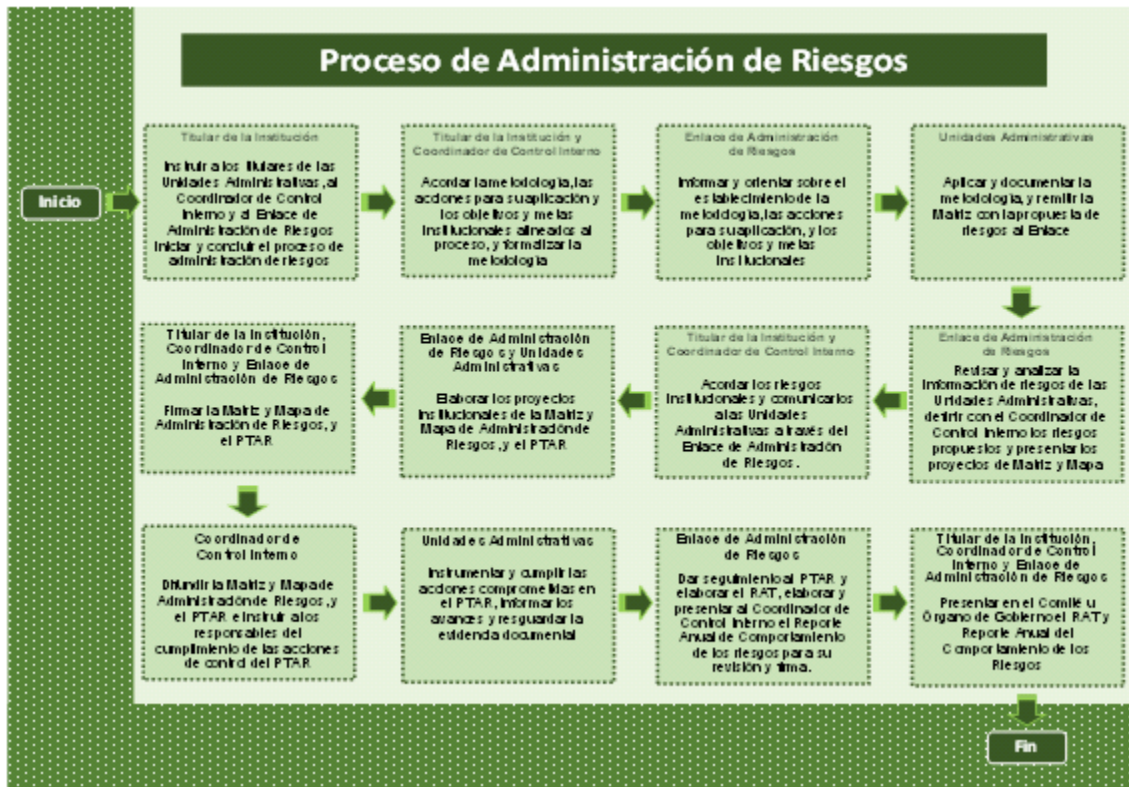 Proceso de Administración de Riesgos
Inicio
Titular de la Institución
Instruir a los titulares de las
Unidades Administrativas, al
Coordinador de Control
Interno y al Enlace de
Administración de Riesgos
iniciar y concluir el proceso de
administración de riesgos
Titular de la Institución y
Coordinador de Control Interno
Acordar la metodología, las
acciones para su aplicación y
los objetivos y metas
institucionales alineados al
proceso, y formalizar la
metodología
Enlace de Administración
de Riesgos
Informar y orientar sobre el
establecimiento de la
metodología, las acciones
para su aplicación, y los
objetivos y metas
institucionales
Unidades Administrativas
Aplicar y documentar la
metodología, y remitir la
Matriz con la propuesta de
riesgos al Enlace
Enlace de Administración
de Riesgos
Revisar y analizar la
información de riesgos de las
Unidades Administrativas,
definir con el Coordinador de
Control Interno los riesgos
propuestos y presentar los
proyectos de Matriz y Mapa
Titular de la Institución y
Coordinador de Control Interno
Acordar los riesgos
institucionales y comunicarlos
a las Unidades
Administrativas a través del
Enlace de Administración
de Riesgos.
Enlace de Administración
de Riesgos y Unidades
Administrativas
Elaborar los proyectos
institucionales de la Matriz y
Mapa de Administración de
Riesgos, y el PTAR
Titular de la Institución,
Coordinador de Control
Interno y Enlace de
Administración de Riesgos
Firmar la Matriz y Mapa de
Administración de Riesgos, y
el PTAR
Coordinador de
Control Interno
Difundir la Matriz y Mapa de
Administración de Riesgos, y
el PTAR e instruir a los
responsables del
cumplimiento de las acciones
de control del PTAR
Unidades Administrativas
Instrumentar y cumplir las
acciones comprometidas en
el PTAR, informar los
avances y resguardar la
evidencia documental
Enlace de Administración
de Riesgos
Dar seguimiento al PTAR y
elaborar el RAT, elaborar y
presentar al Coordinador de
Control Interno el Reporte
Anual de Comportamiento
de los riesgos para su
revisión y firma.
Titular de la Institución,
Coordinador de Control
Interno y Enlace de
Administración de Riesgos
Presentar en el Comité u
Órgano de Gobierno el RAT y
Reporte Anual del
Comportamiento de los
Riesgos
Fin